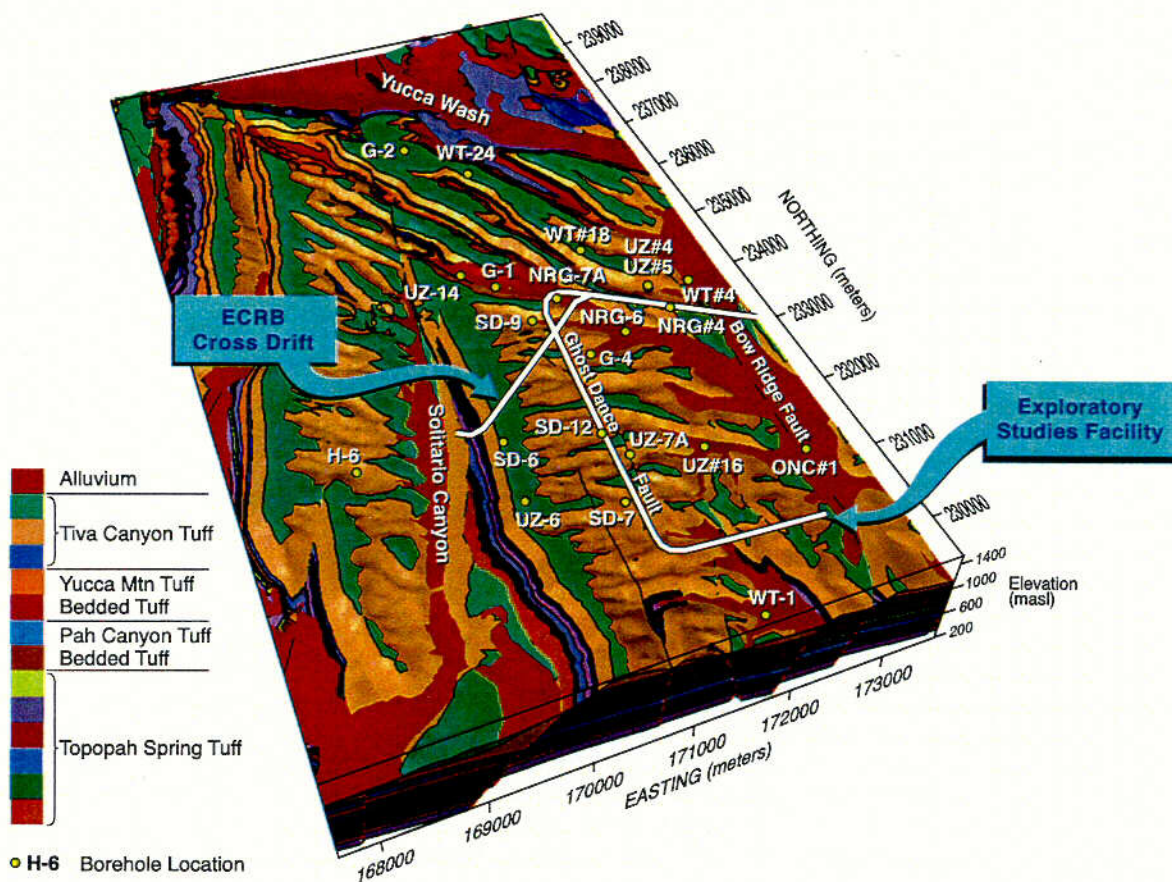 Yucca Wash
239000
238000
237000
236000
235000
234000
233000
232000
231000
230000
NORTHING (meters)
G-2
WT-24
WT#18
UZ#4
UZ#5
G-1
NRG-7A
UZ-14
WT#4
ECRB
Cross Drift
SD-9
NRG-6
NRG#4
G-4
Ghost Dance
Fault
Bow Ridge Fault
Solitario Canyon
Exploratory
Studies Facility
SD-12
UZ-7A
H-6
SD-6
UZ#16
ONC#1
UZ-6
SD-7
WT-1
1400
1000
600
200
Elevation
(masl)
173000
172000
171000
170000
169000
168000
EASTING (meters)
Alluvium
Tiva Canyon Tuff
Yucca Mtn Tuff
Bedded Tuff
Pah Canyon Tuff
Bedded Tuff
Topopah Spring Tuff
H-6 Borehole Location